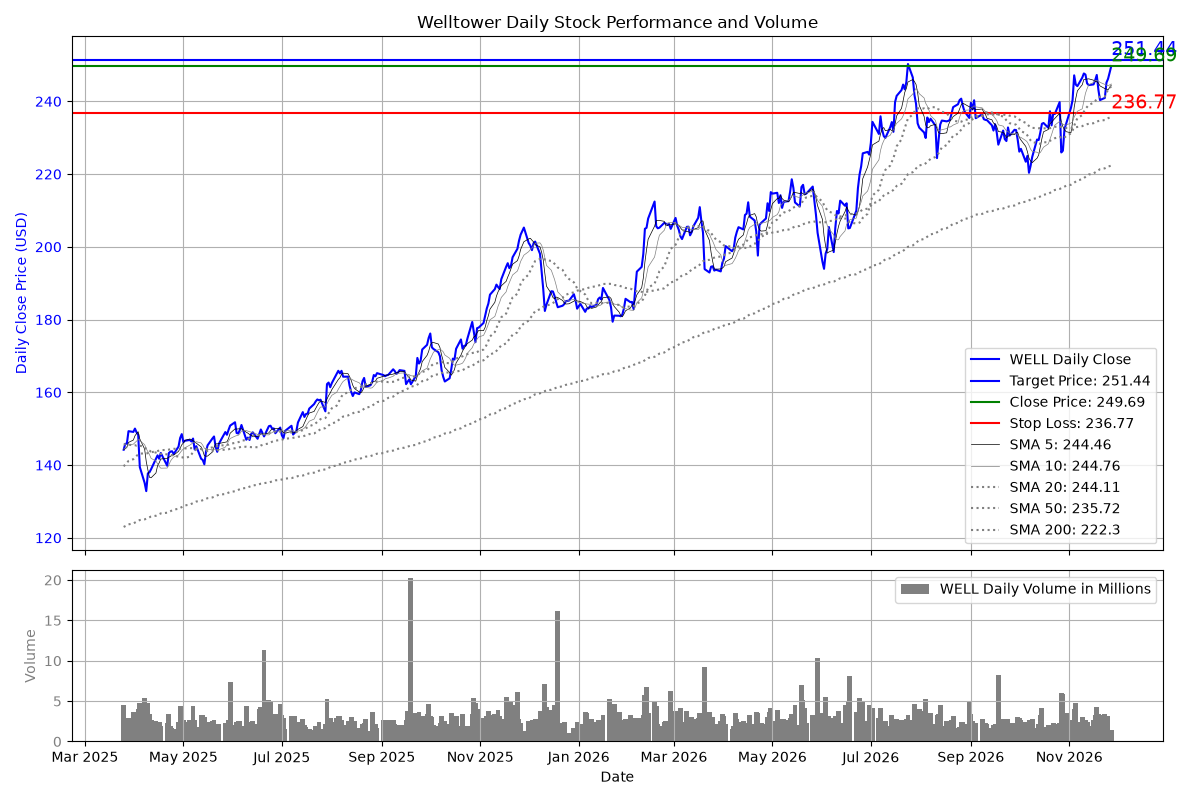 Welltower Daily Stock Performance and Volume
251.44
249.69
236.77
Daily Close Price (USD)
240
220
200
180
160
140
120
WELL Daily Close
Target Price: 251.44
Close Price: 249.69
Stop Loss: 236.77
SMA 5: 244.46
SMA 10: 244.76
SMA 20: 244.11
SMA 50: 235.72
SMA 200: 222.3
Volume
20
15
10
5
0
WELL Daily Volume in Millions
Mar 2025 May 2025 Jul 2025 Sep 2025 Nov 2025 Jan 2026 Mar 2026 May 2026 Jul 2026 Sep 2026 Nov 2026
Date